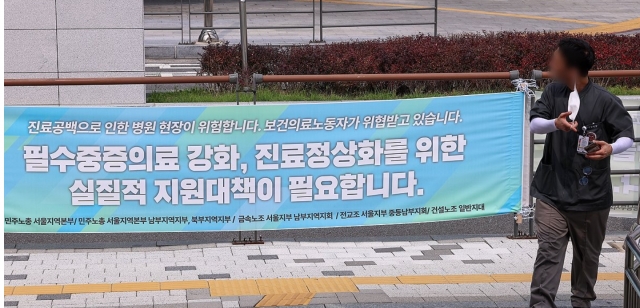 진료공백으로 인한 병원 현장이 위험합니다. 보건의료노동자가 위협받고 있습니다.
필수중증의료 강화, 진료정상화를 위한
실질적 지원대책이 필요합니다.
민주노총 서울지역본부/ 민주노총 서울지역본부 남부지역지부, 북부지역지부/ 금속노조 서울지부 남부지역지회 / 전교조 서울지부 중등남부지회/ 건설노조 일반지대